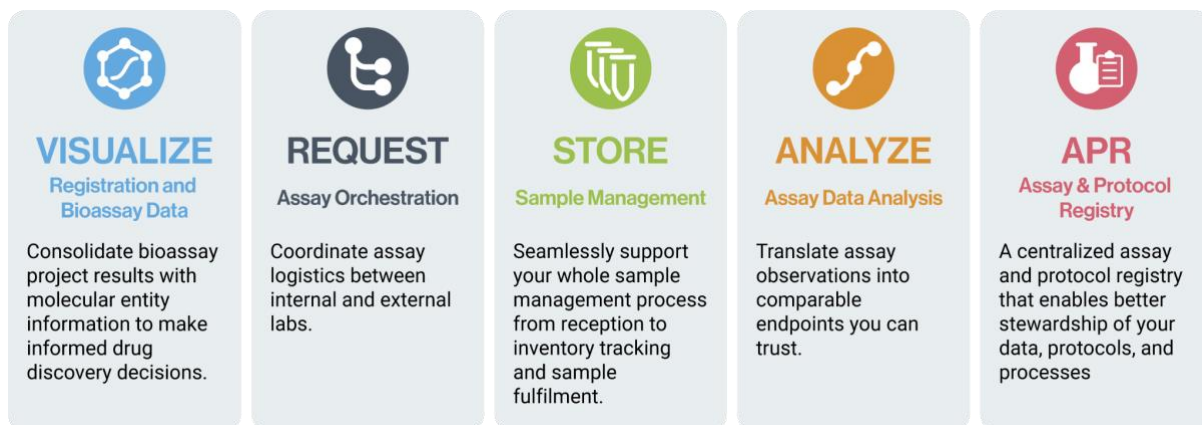 VISUALIZE
Registration and
Bioassay Data
Consolidate bioassay
project results with
molecular entity
information to make
informed drug
discovery decisions.
REQUEST
Assay Orchestration
Coordinate assay
logistics between
internal and external
labs.
STORE
Sample Management
Seamlessly support
your whole sample
management process
from reception to
inventory tracking
and sample
fulfilment.
ANALYZE
Assay Data Analysis
Translate assay
observations into
comparable
endpoints you can
trust.
APR
Assay & Protocol
Registry
A centralized assay
and protocol registry
that enables better
stewardship of your
data, protocols, and
processes